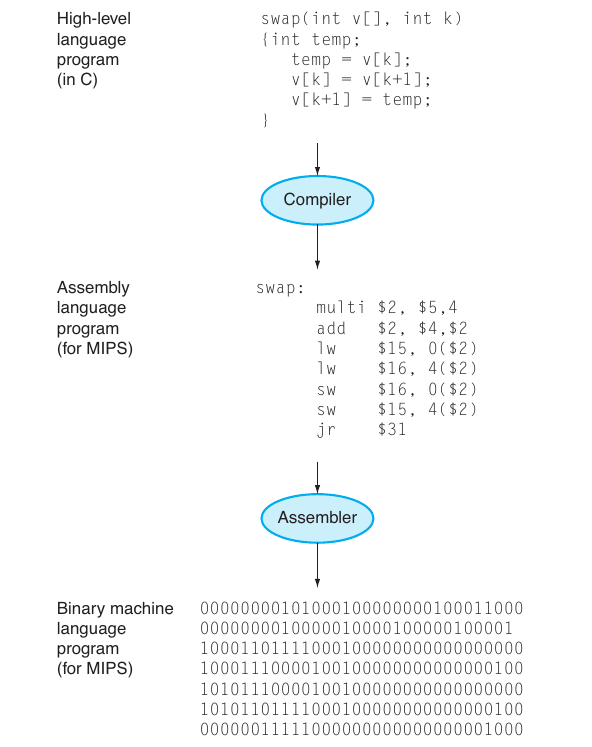 High-level
language
program
(in C)
swap(int v[], int k)
{int temp;
temp = v[k];
v[k] = v[k+1];
v[k+1] = temp;
}
Compiler
Assembly
language
program
(for MIPS)
swap:
multi $2, $5,4
add $2, $4,$2
lw $15, 0($2)
lw $16, 4($2)
sw $16, 0($2)
sw $15, 4($2)
jr $31
Assembler
Binary machine
language
program
(for MIPS)
00000000101000100000000100011000
0000000010000010000100000100001
10001101111000100000000000000000
10001110000100100000000000000100
10101110000100100000000000000000
10101101111000100000000000000100
00000011111000000000000000001000